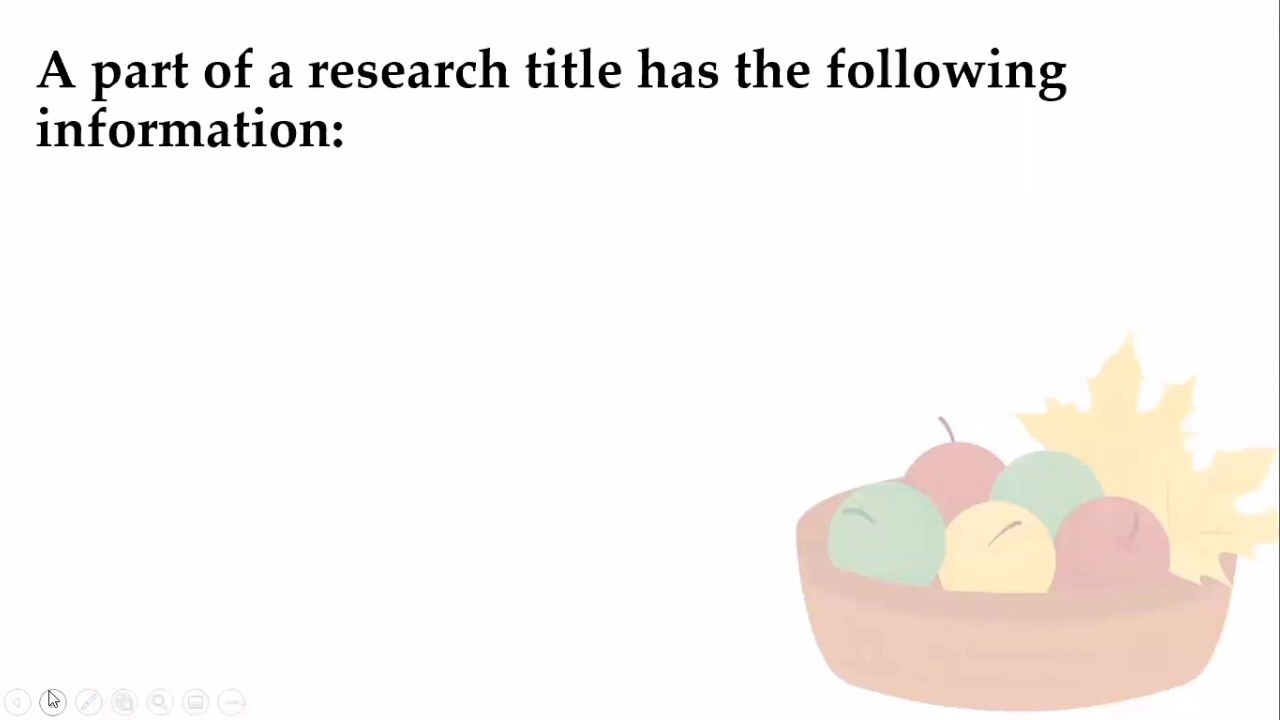 A part of a research title has the following
information: